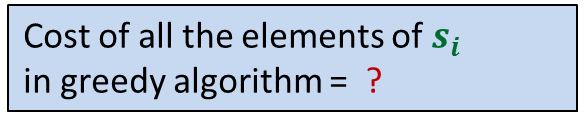 Cost of all the elements of sᵢ
in greedy algorithm = ?